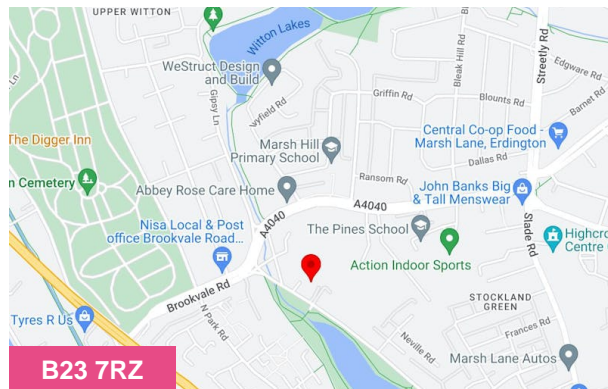 UPPER WITTON
Witton Lakes
WeStruct Design
and Build
Gipsy Ln
Streetly Rd
Bleak Hill Rd
Edgware Rd
Griffin Rd
Blounts Rd
Barnet Rd
The Digger Inn
Marsh Hill
Primary School
Central Co-op Food -
Marsh Lane, Erdington
Dallas Rd
n Cemetery
Abbey Rose Care Home
Ransom Rd
John Banks Big
& Tall Menswear
A4040
A4040
Nisa Local & Post
office Brookvale Road...
The Pines School
Slade Rd
Highcro
Centre
Action Indoor Sports
Brookvale Rd
N Park Rd
STOCKLAND
GREEN
Tyres R Us
Neville Rd
Frances Rd
Marsh Lane Autos
B23 7RZ